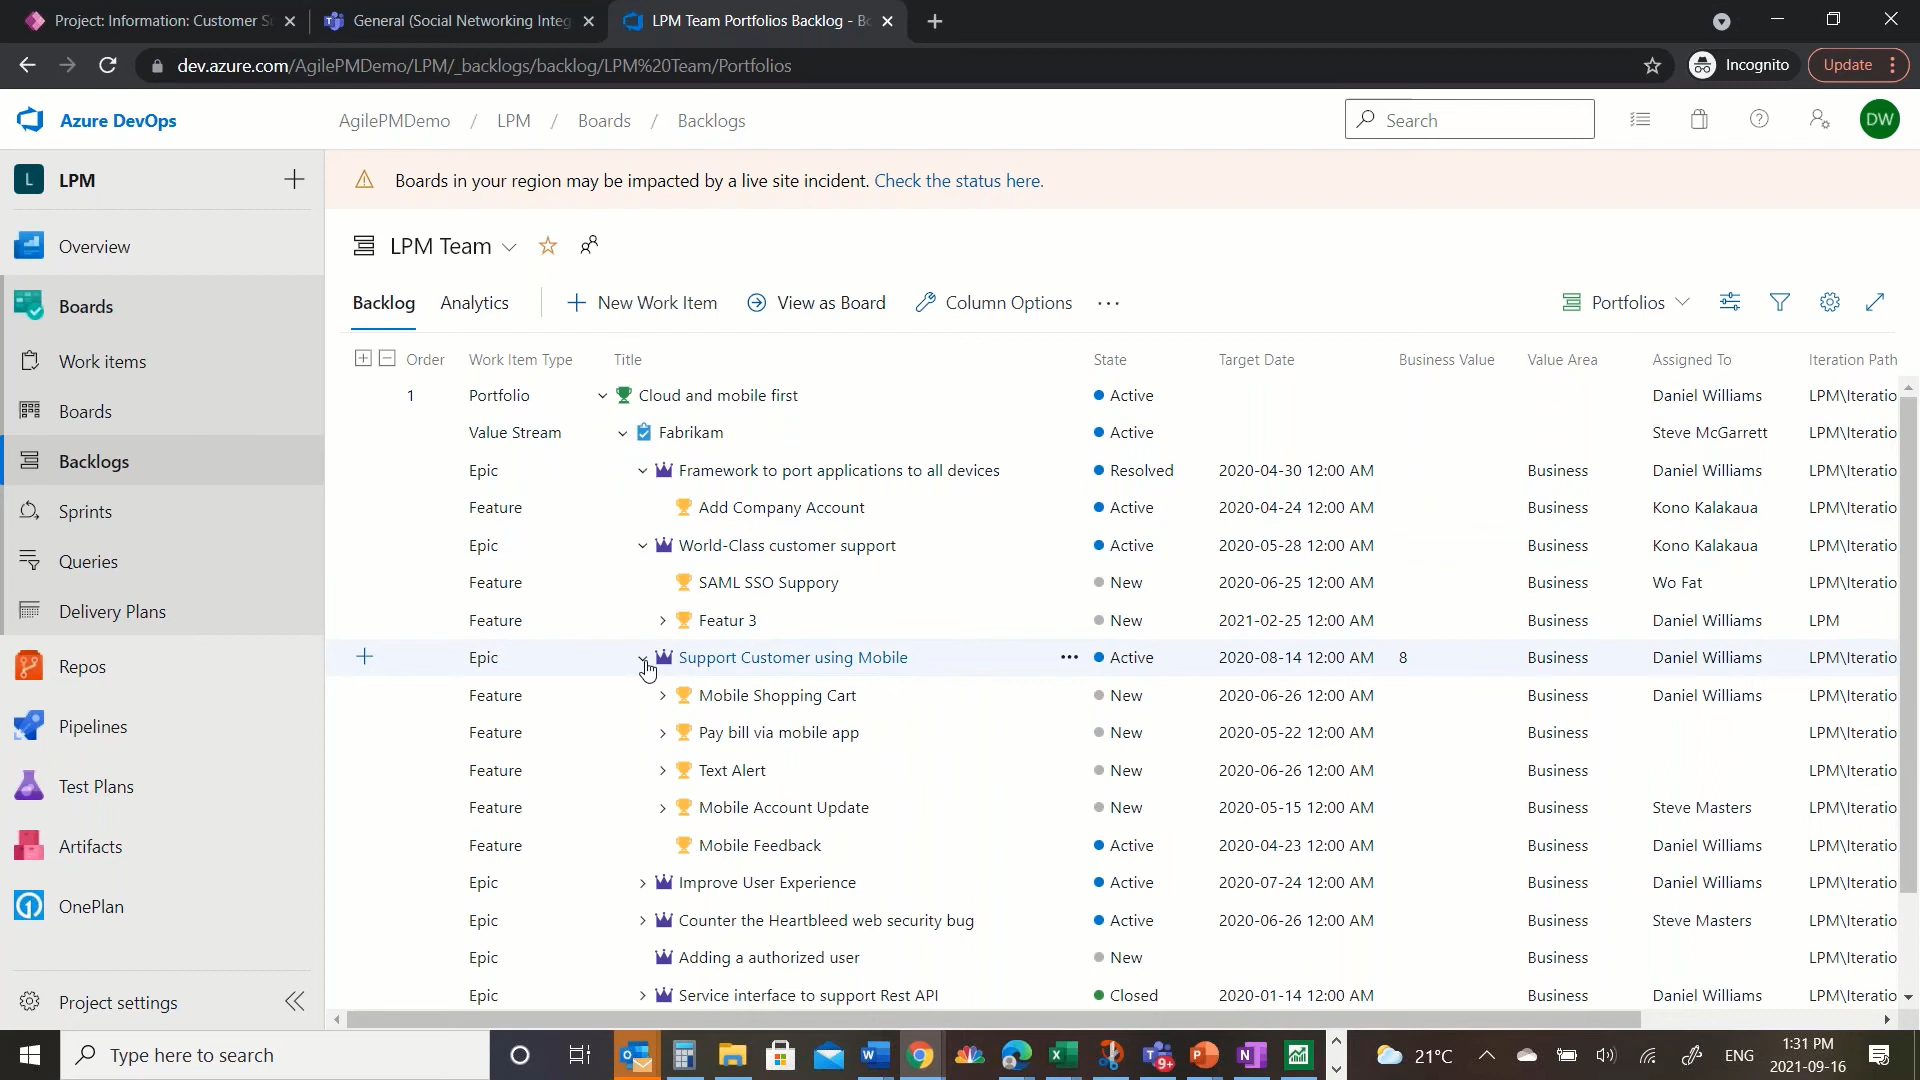 Project: Information: Customer S
General (Social Networking Integ
LPM Team Portfolios Backlog - Bo
dev.azure.com/AgilePMDemo/LPM/_backlogs/backlog/LPM%20Team/Portfolios
Incognito
Update
Azure DevOps
AgilePMDemo / LPM / Boards / Backlogs
Search
DW
L LPM
Boards in your region may be impacted by a live site incident. Check the status here.
Overview
LPM Team
Boards
Backlog Analytics New Work Item View as Board Column Options Portfolios
Work items
Boards
Backlogs
Sprints
Queries
Delivery Plans
Repos
Pipelines
Test Plans
Artifacts
OnePlan
Project settings
Order Work Item Type Title State Target Date Business Value Value Area Assigned To Iteration Path
1 Portfolio Cloud and mobile first Active Daniel Williams LPM\Iteratio
Value Stream Fabrikam Active Steve McGarrett LPM\Iteratio
Epic Framework to port applications to all devices Resolved 2020-04-30 12:00 AM Business Daniel Williams LPM\Iteratio
Feature Add Company Account Active 2020-04-24 12:00 AM Business Kono Kalakaua LPM\Iteratio
Epic World-Class customer support Active 2020-05-28 12:00 AM Business Kono Kalakaua LPM\Iteratio
Feature SAML SSO Suppory New 2020-06-25 12:00 AM Business Wo Fat LPM\Iteratio
Feature Featur 3 New 2021-02-25 12:00 AM Business Daniel Williams LPM
Epic Support Customer using Mobile Active 2020-08-14 12:00 AM 8 Business Daniel Williams LPM\Iteratio
Feature Mobile Shopping Cart New 2020-06-26 12:00 AM Business Daniel Williams LPM\Iteratio
Feature Pay bill via mobile app New 2020-05-22 12:00 AM Business LPM\Iteratio
Feature Text Alert New 2020-06-26 12:00 AM Business LPM\Iteratio
Feature Mobile Account Update New 2020-05-15 12:00 AM Business Steve Masters LPM\Iteratio
Feature Mobile Feedback Active 2020-04-23 12:00 AM Business Daniel Williams LPM\Iteratio
Epic Improve User Experience Active 2020-07-24 12:00 AM Business Daniel Williams LPM\Iteratio
Epic Counter the Heartbleed web security bug Active 2020-06-26 12:00 AM Business Steve Masters LPM\Iteratio
Epic Adding a authorized user New Business LPM\Iteratio
Epic Service interface to support Rest API Closed 2020-01-14 12:00 AM Business Daniel Williams LPM\Iteratio
Type here to search
9+
21°C
ENG
1:31 PM
2021-09-16